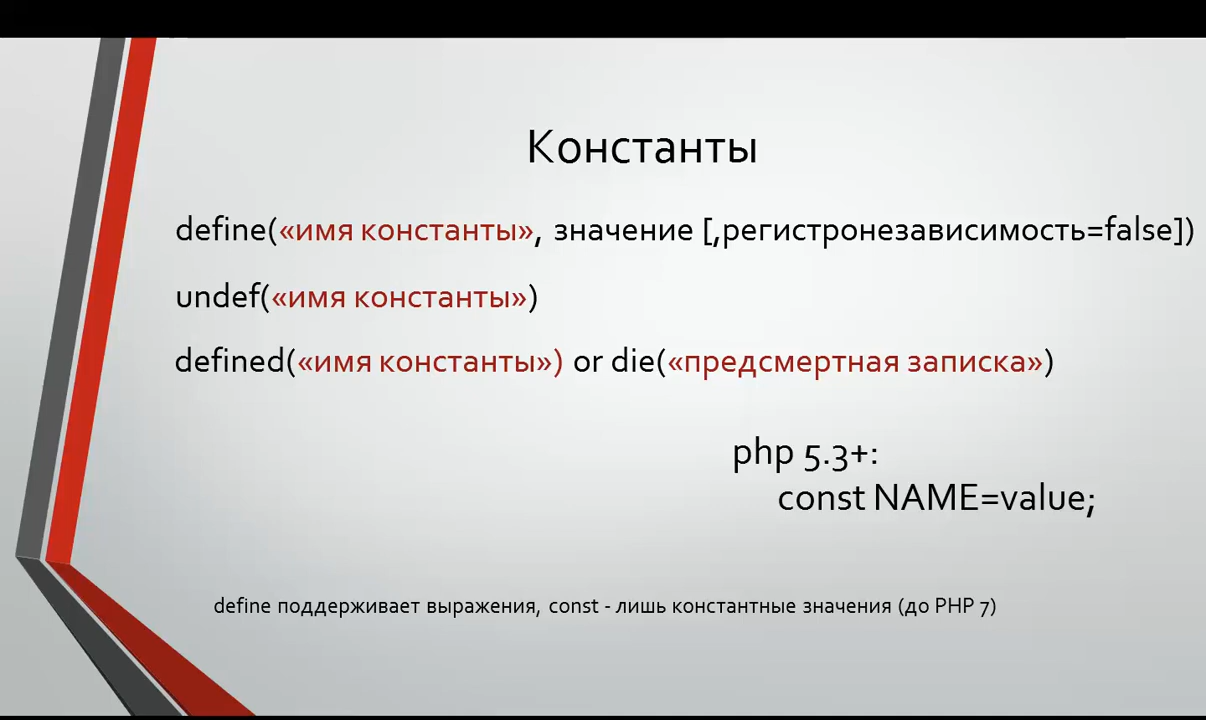 Константы
define(«имя константы», значение [,регистронезависимость=false])
undef(«имя константы»)
defined(«имя константы») or die(«предсмертная записка»)
php 5.3+:
const NAME=value;
define поддерживает выражения, const - лишь константные значения (до PHP 7)